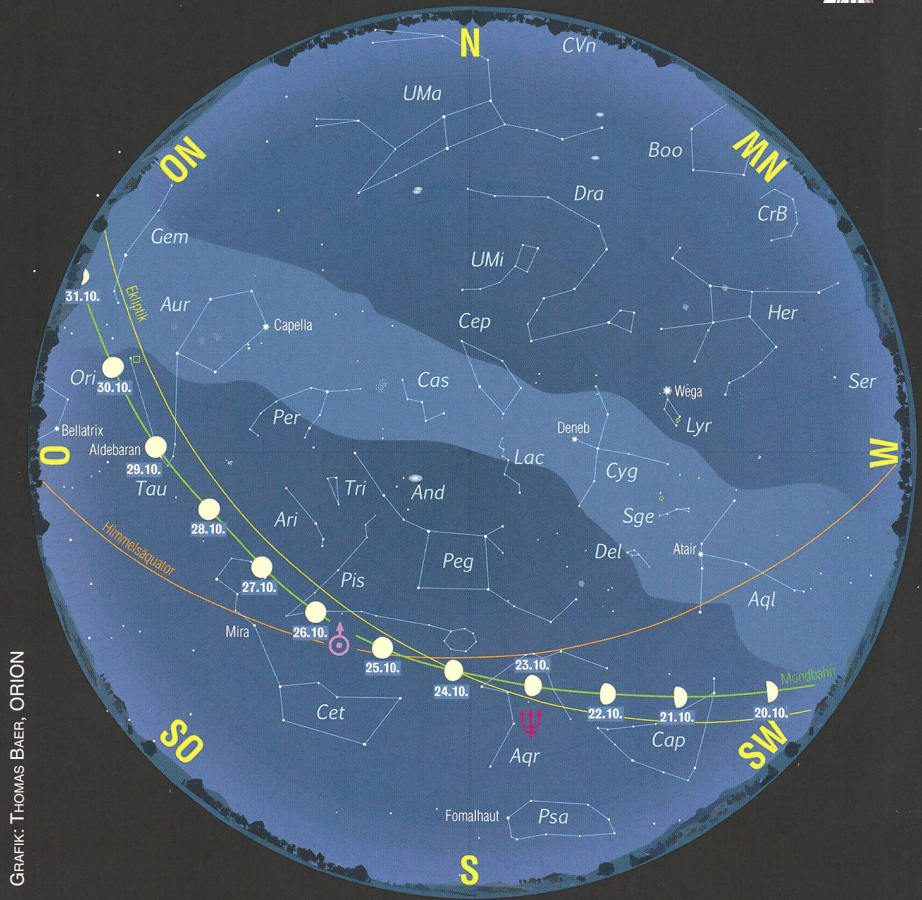 N
CVn
UMa
NO
NW
Boo
Dra
CrB
Gem
UMi
31.10.
Ekliptik
Aur
Her
Capella
Cep
30.10.
Ori
Cas
Wega
Ser
Per
Lyr
Bellatrix
Deneb
O
Aldebaran
W
29.10.
Lac
Cyg
Tau
Tri
And
Ari
Sge
28.10.
Himmelsäquator
Del
Atair
Peg
Pis
27.10.
Aql
Mira
26.10.
25.10.
23.10.
24.10.
Mondbahn
22.10.
21.10.
20.10.
Cet
SO
Cap
SW
Aqr
Fomalhaut
Psa
S
GRAFIK: THOMAS BAER, ORION